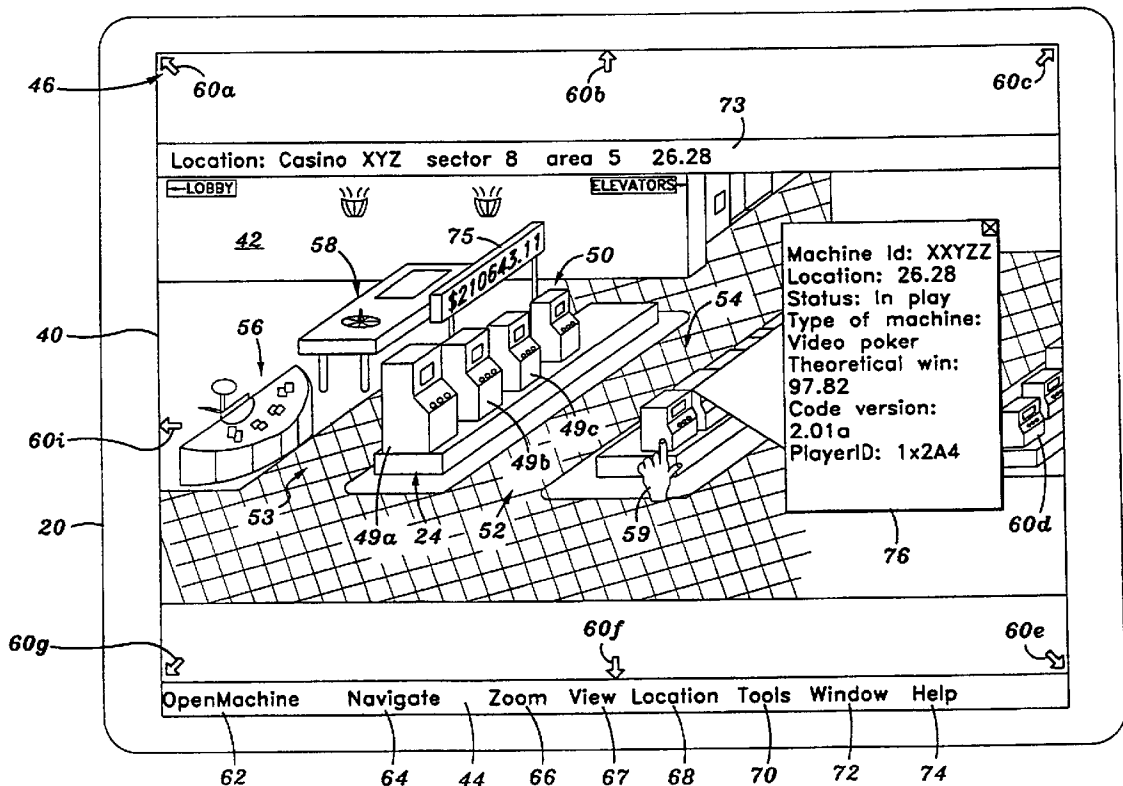 46
60a
60b
60c
73
Location: Casino XYZ sector 8 area 5 26.28
←LOBBY
ELEVATORS→
42
58
75
$210643.11
50
54
Machine Id: XXYZZ
Location: 26.28
Status: In play
Type of machine:
Video poker
Theoretical win:
97.82
Code version:
2.01a
PlayerID: 1x2A4
40
56
60i
49c
49b
53
20
49a
24
52
59
60d
76
60g
60f
60e
OpenMachine Navigate Zoom View Location Tools Window Help
62
64
44
66
67
68
70
72
74